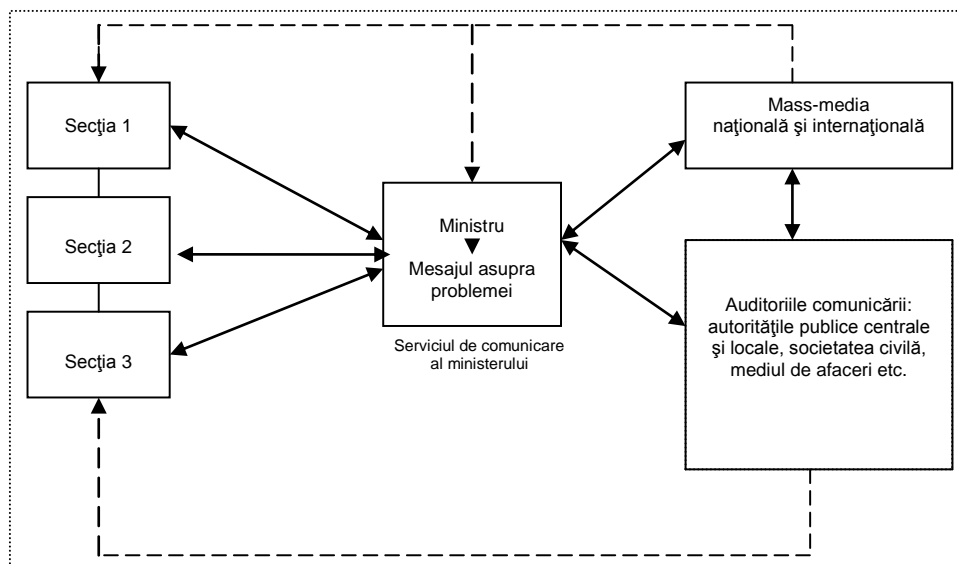 Secţia 1
Secţia 2
Secţia 3
Ministru
Mesajul asupra
problemei
Serviciul de comunicare
al ministerului
Mass-media
naţională şi internaţională
Auditoriile comunicării:
autorităţile publice centrale
şi locale, societatea civilă,
mediul de afaceri etc.